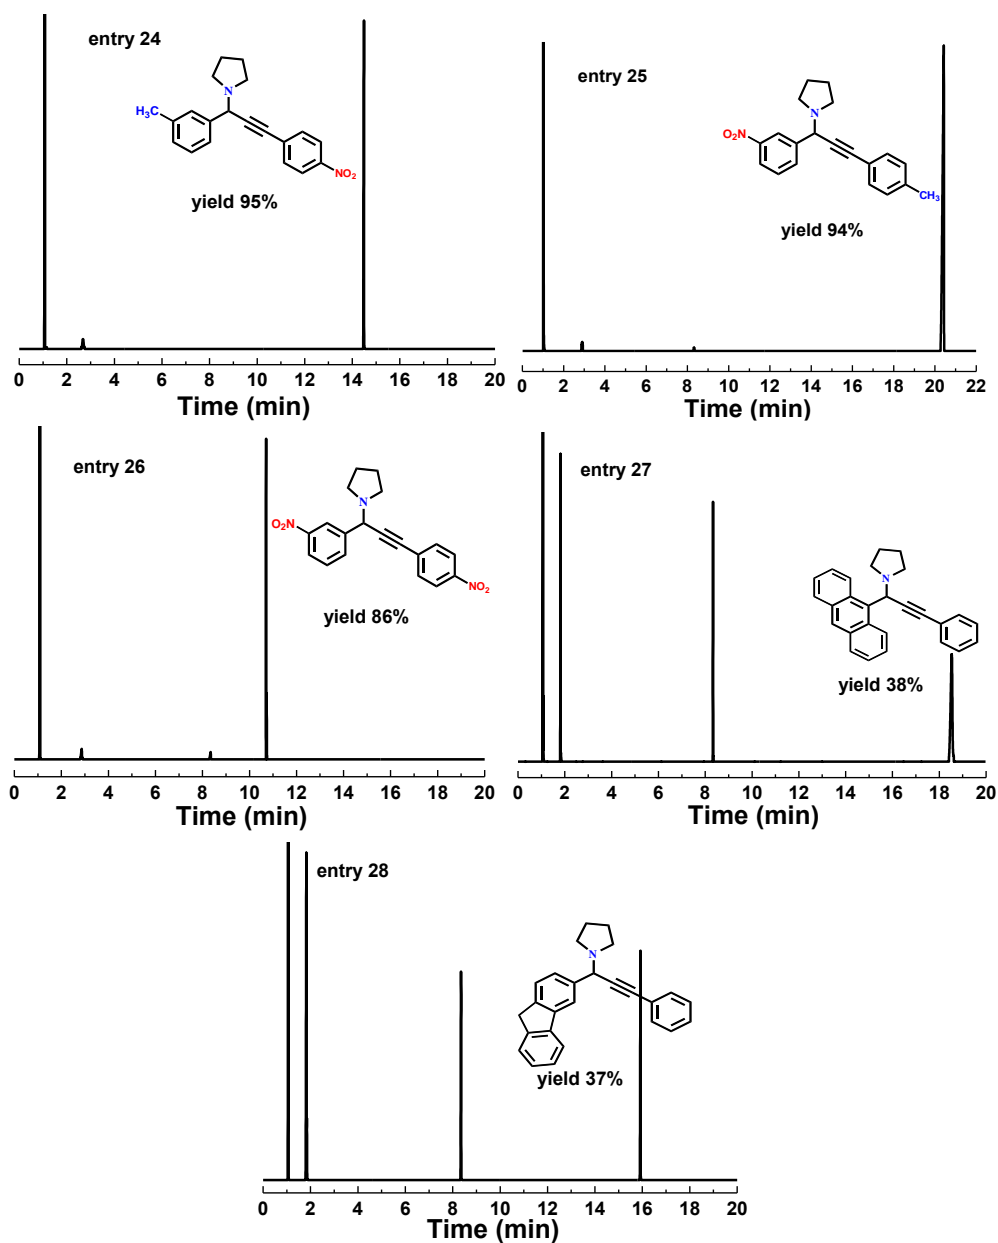 entry 24
N
H₃C
NO₂
yield 95%
0 2 4 6 8 10 12 14 16 18 20
Time (min)
entry 25
N
NO₂
CH₃
yield 94%
0 2 4 6 8 10 12 14 16 18 20 22
Time (min)
entry 26
N
O₂N
NO₂
yield 86%
0 2 4 6 8 10 12 14 16 18 20
Time (min)
entry 27
N
yield 38%
0 2 4 6 8 10 12 14 16 18 20
Time (min)
entry 28
N
yield 37%
0 2 4 6 8 10 12 14 16 18 20
Time (min)